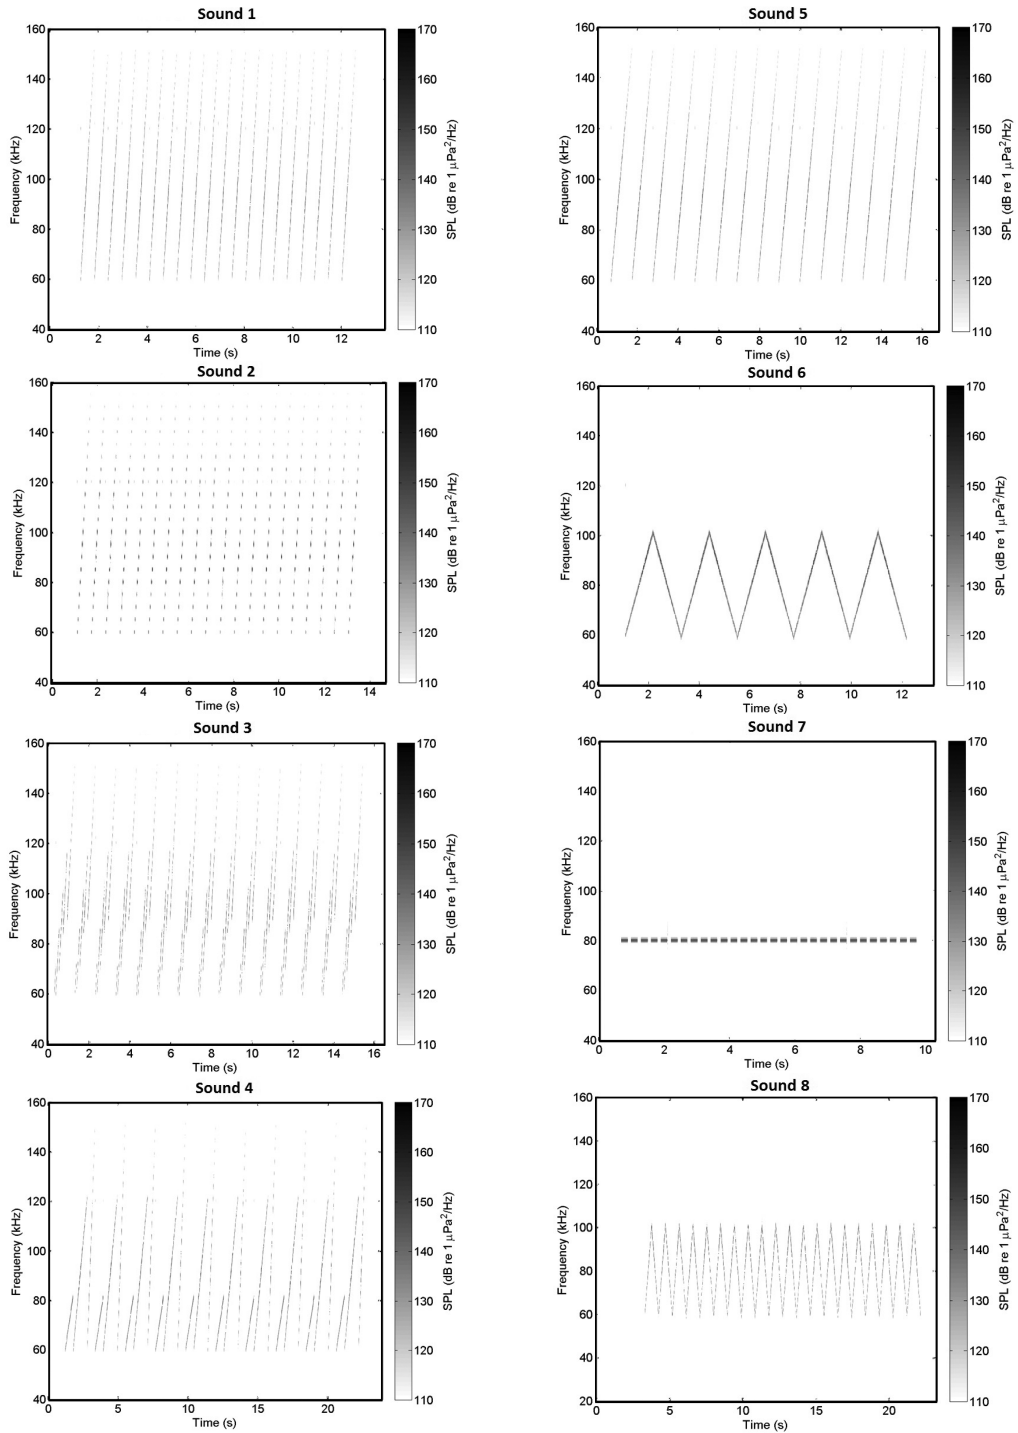 Sound 1
160
140
120
100
80
60
40
0 2 4 6 8 10 12
Frequency (kHz)
Time (s)
170
160
150
140
130
120
110
SPL (dB re 1 µPa²/Hz)
Sound 5
160
140
120
100
80
60
40
0 2 4 6 8 10 12 14 16
Frequency (kHz)
Time (s)
170
160
150
140
130
120
110
SPL (dB re 1 µPa²/Hz)
Sound 2
160
140
120
100
80
60
40
0 2 4 6 8 10 12 14
Frequency (kHz)
Time (s)
170
160
150
140
130
120
110
SPL (dB re 1 µPa²/Hz)
Sound 6
160
140
120
100
80
60
40
0 2 4 6 8 10 12
Frequency (kHz)
Time (s)
170
160
150
140
130
120
110
SPL (dB re 1 µPa²/Hz)
Sound 3
160
140
120
100
80
60
40
0 2 4 6 8 10 12 14 16
Frequency (kHz)
Time (s)
170
160
150
140
130
120
110
SPL (dB re 1 µPa²/Hz)
Sound 7
160
140
120
100
80
60
40
0 2 4 6 8 10
Frequency (kHz)
Time (s)
170
160
150
140
130
120
110
SPL (dB re 1 µPa²/Hz)
Sound 4
160
140
120
100
80
60
40
0 5 10 15 20
Frequency (kHz)
Time (s)
170
160
150
140
130
120
110
SPL (dB re 1 µPa²/Hz)
Sound 8
160
140
120
100
80
60
40
20
0 5 10 15 20
Frequency (kHz)
Time (s)
170
160
150
140
130
120
110
SPL (dB re 1 µPa²/Hz)